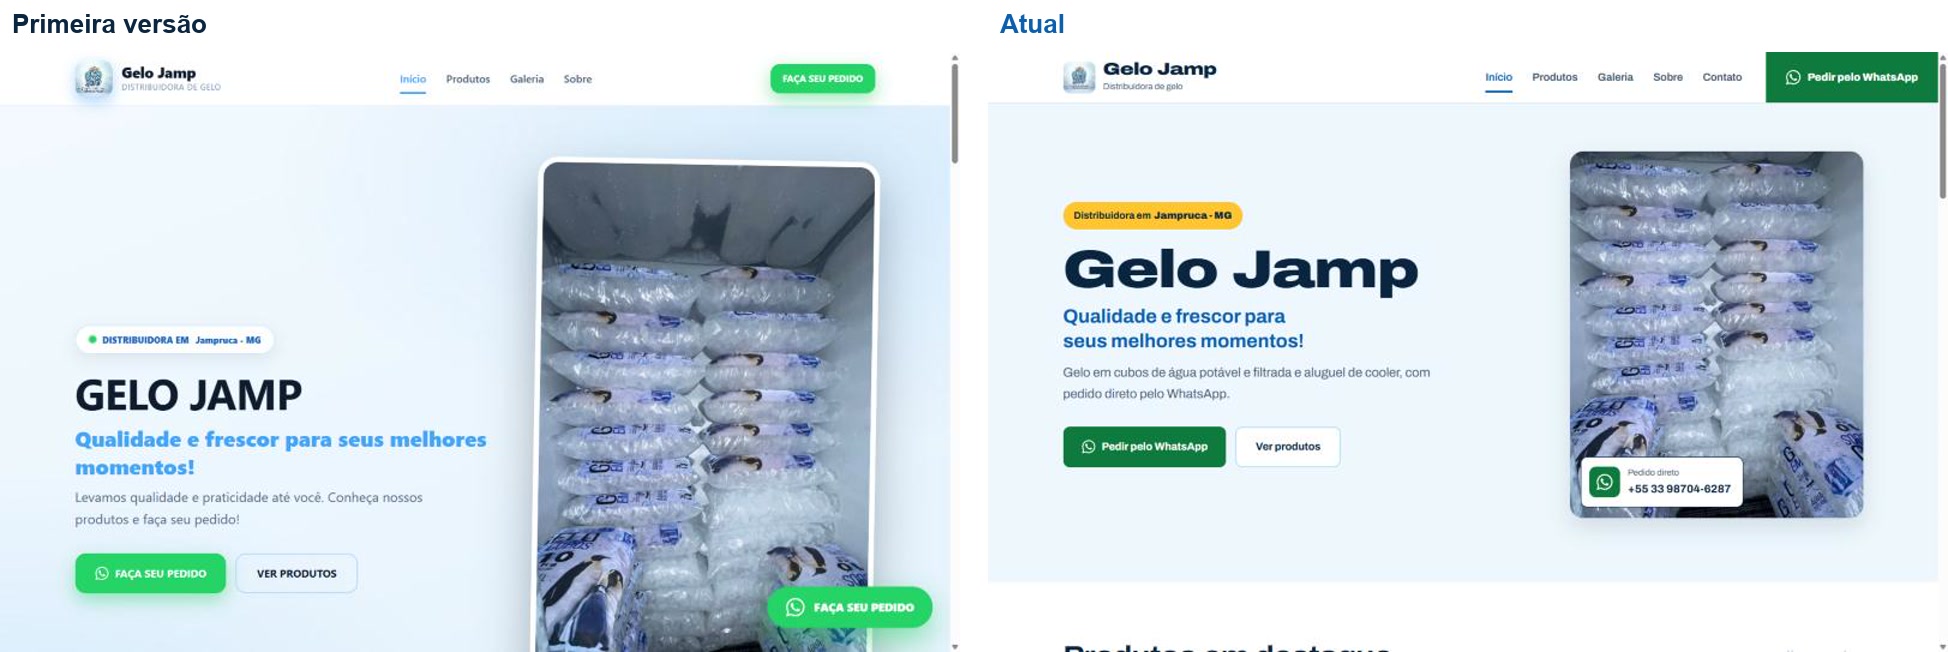 Primeira versão
Gelo Jamp
DISTRIBUIDORA DE GELO
Início
Produtos
Galeria
Sobre
FAÇA SEU PEDIDO
DISTRIBUIDORA EM Jampruca - MG
GELO JAMP
Qualidade e frescor para seus melhores
momentos!
Levamos qualidade e praticidade até você. Conheça nossos
produtos e faça seu pedido!
FAÇA SEU PEDIDO
VER PRODUTOS
FAÇA SEU PEDIDO
Atual
Gelo Jamp
Distribuidora de gelo
Início
Produtos
Galeria
Sobre
Contato
Pedir pelo WhatsApp
Distribuidora em Jampruca - MG
Gelo Jamp
Qualidade e frescor para
seus melhores momentos!
Gelo em cubos de água potável e filtrada e aluguel de cooler, com
pedido direto pelo WhatsApp.
Pedir pelo WhatsApp
Ver produtos
Pedido direto
+55 33 98704-6287
Produtos em destaque